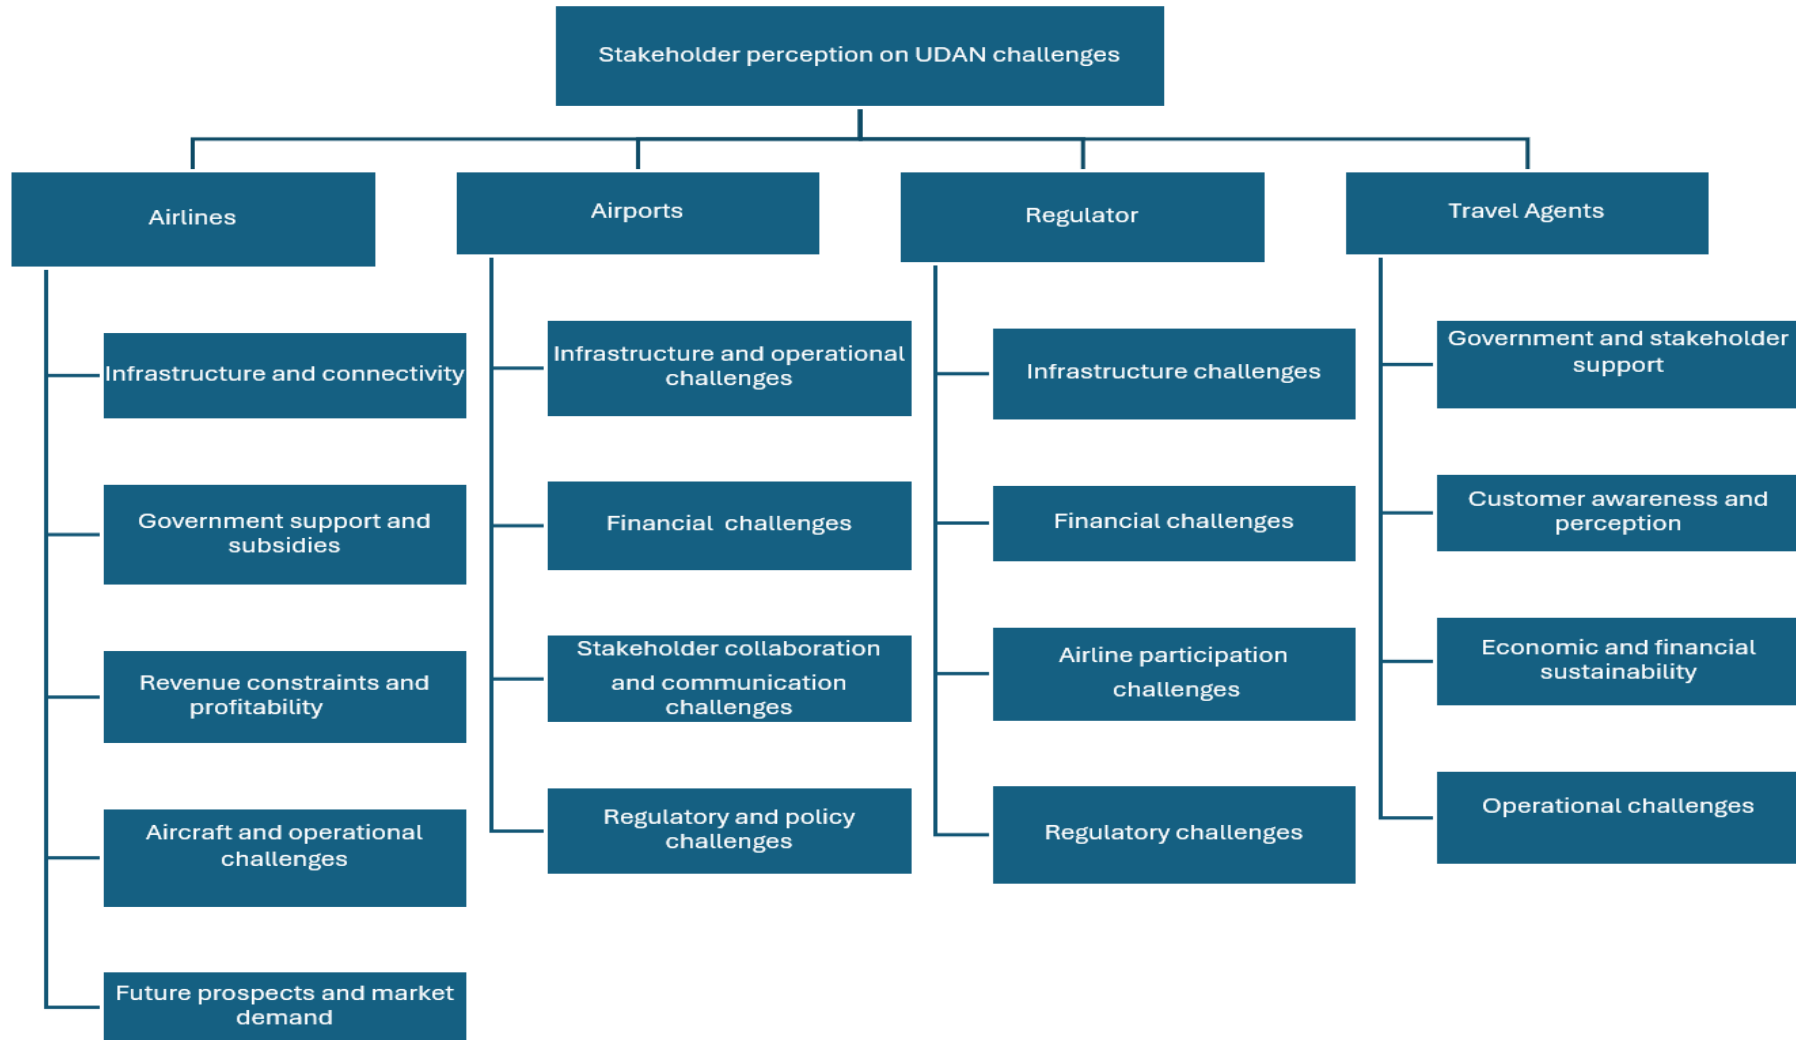 Stakeholder perception on UDAN challenges
Airlines
Airports
Regulator
Travel Agents
Infrastructure and connectivity
Government support and
subsidies
Revenue constraints and
profitability
Aircraft and operational
challenges
Future prospects and market
demand
Infrastructure and operational
challenges
Financial challenges
Stakeholder collaboration
and communication
challenges
Regulatory and policy
challenges
Infrastructure challenges
Financial challenges
Airline participation
challenges
Regulatory challenges
Government and stakeholder
support
Customer awareness and
perception
Economic and financial
sustainability
Operational challenges